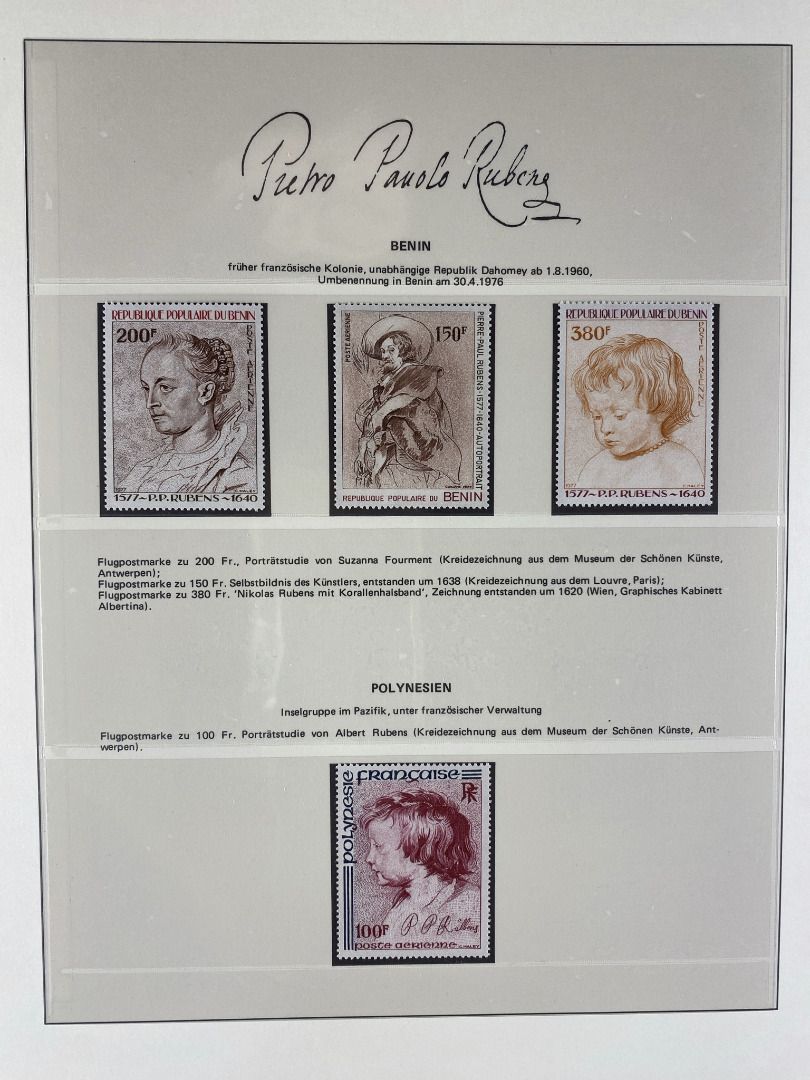 Pietro Pauolo Rubens
BENIN
früher französische Kolonie, unabhängige Republik Dahomey ab 1.8.1960,
Umbenennung in Benin am 30.4.1976
REPUBLIQUE POPULAIRE DU BENIN
200F
POSTE AERIENNE
1977
C.HALEY
1577~P.P.RUBENS~1640
POSTE AERIENNE
150F
PIERRE-PAUL RUBENS-1577-1640-AUTOPORTRAIT
REPUBLIQUE POPULAIRE DU BENIN
REPUBLIQUE POPULAIRE DU BENIN
380F
POSTE AERIENNE
1977
C.HALEY
1577~P.P.RUBENS~1640
Flugpostmarke zu 200 Fr., Porträtstudie von Suzanna Fourment (Kreidezeichnung aus dem Museum der Schönen Künste,
Antwerpen);
Flugpostmarke zu 150 Fr. Selbstbildnis des Künstlers, entstanden um 1638 (Kreidezeichnung aus dem Louvre, Paris);
Flugpostmarke zu 380 Fr. 'Nikolas Rubens mit Korallenhalsband', Zeichnung entstanden um 1620 (Wien, Graphisches Kabinett
Albertina).
POLYNESIEN
Inselgruppe im Pazifik, unter französischer Verwaltung
Flugpostmarke zu 100 Fr. Porträtstudie von Albert Rubens (Kreidezeichnung aus dem Museum der Schönen Künste, Ant-
werpen).
polynésie française
RF
P P Rubens
100F
poste aerienne
C.HALEY